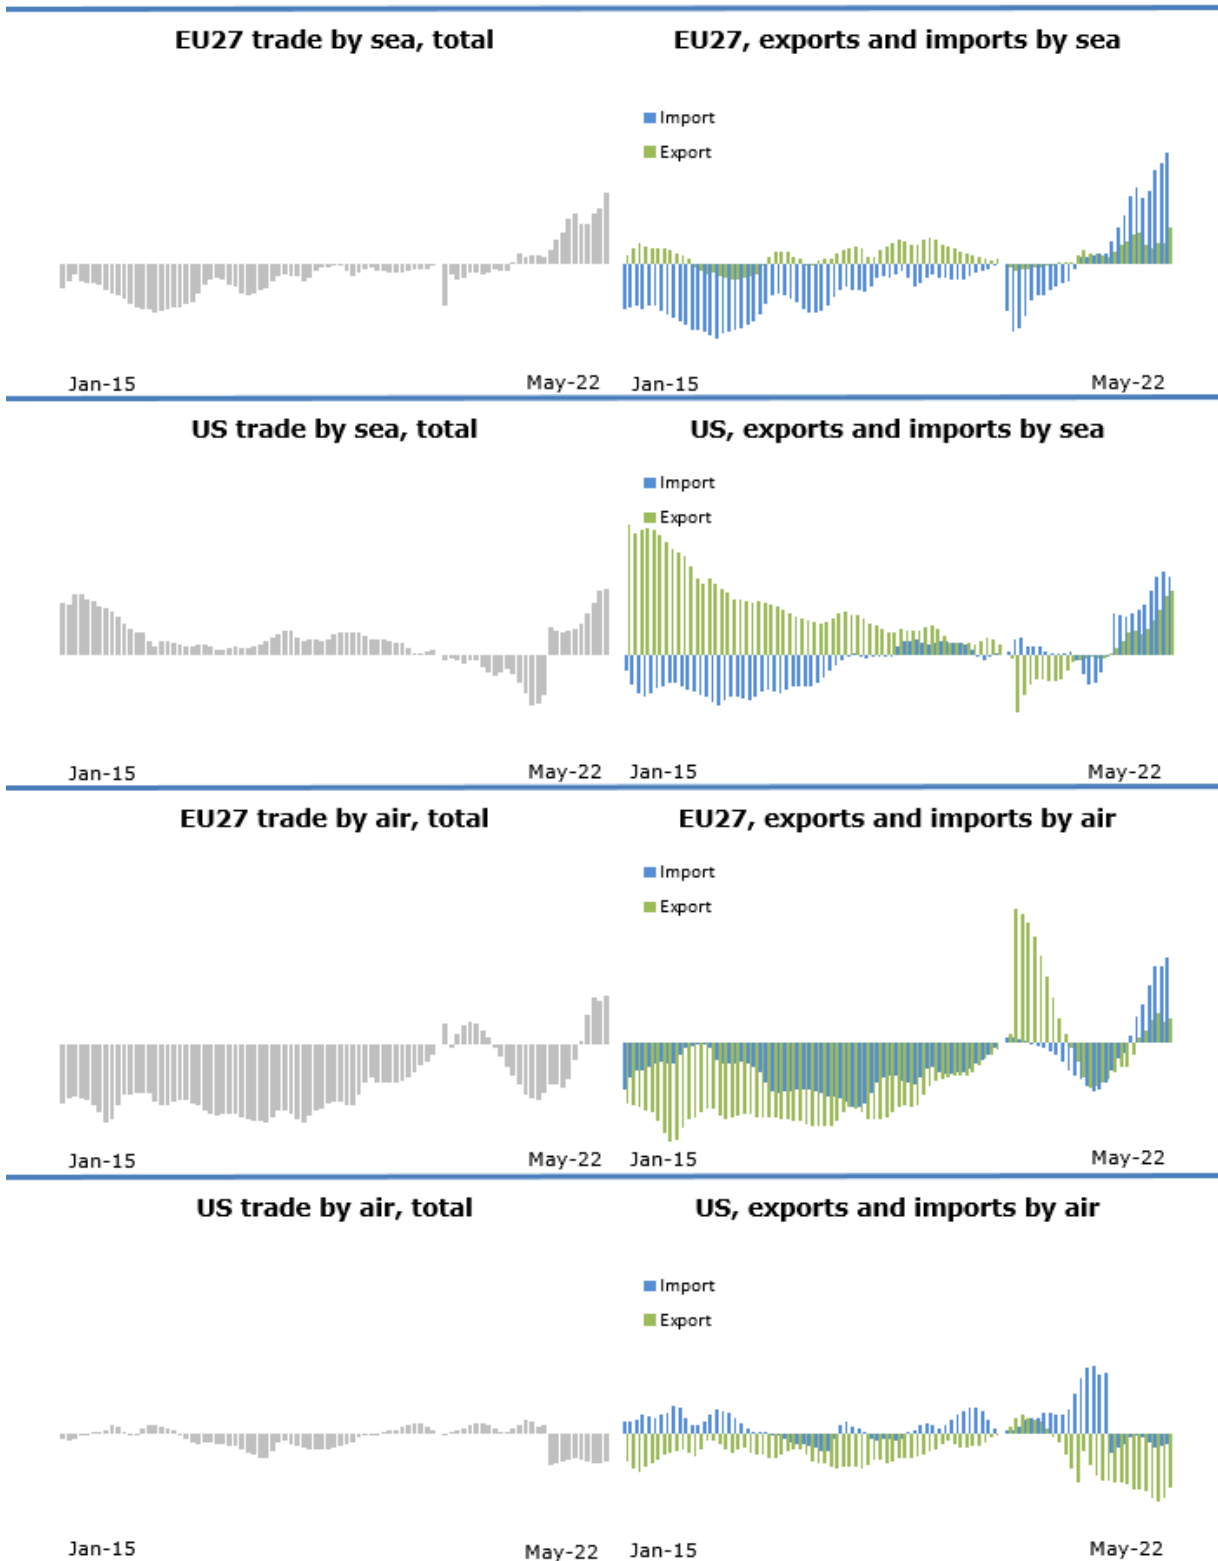 EU27 trade by sea, total
EU27, exports and imports by sea
Import
Export
Jan-15
May-22
Jan-15
May-22
US trade by sea, total
US, exports and imports by sea
Import
Export
Jan-15
May-22
Jan-15
May-22
EU27 trade by air, total
EU27, exports and imports by air
Import
Export
Jan-15
May-22
Jan-15
May-22
US trade by air, total
US, exports and imports by air
Import
Export
Jan-15
May-22
Jan-15
May-22